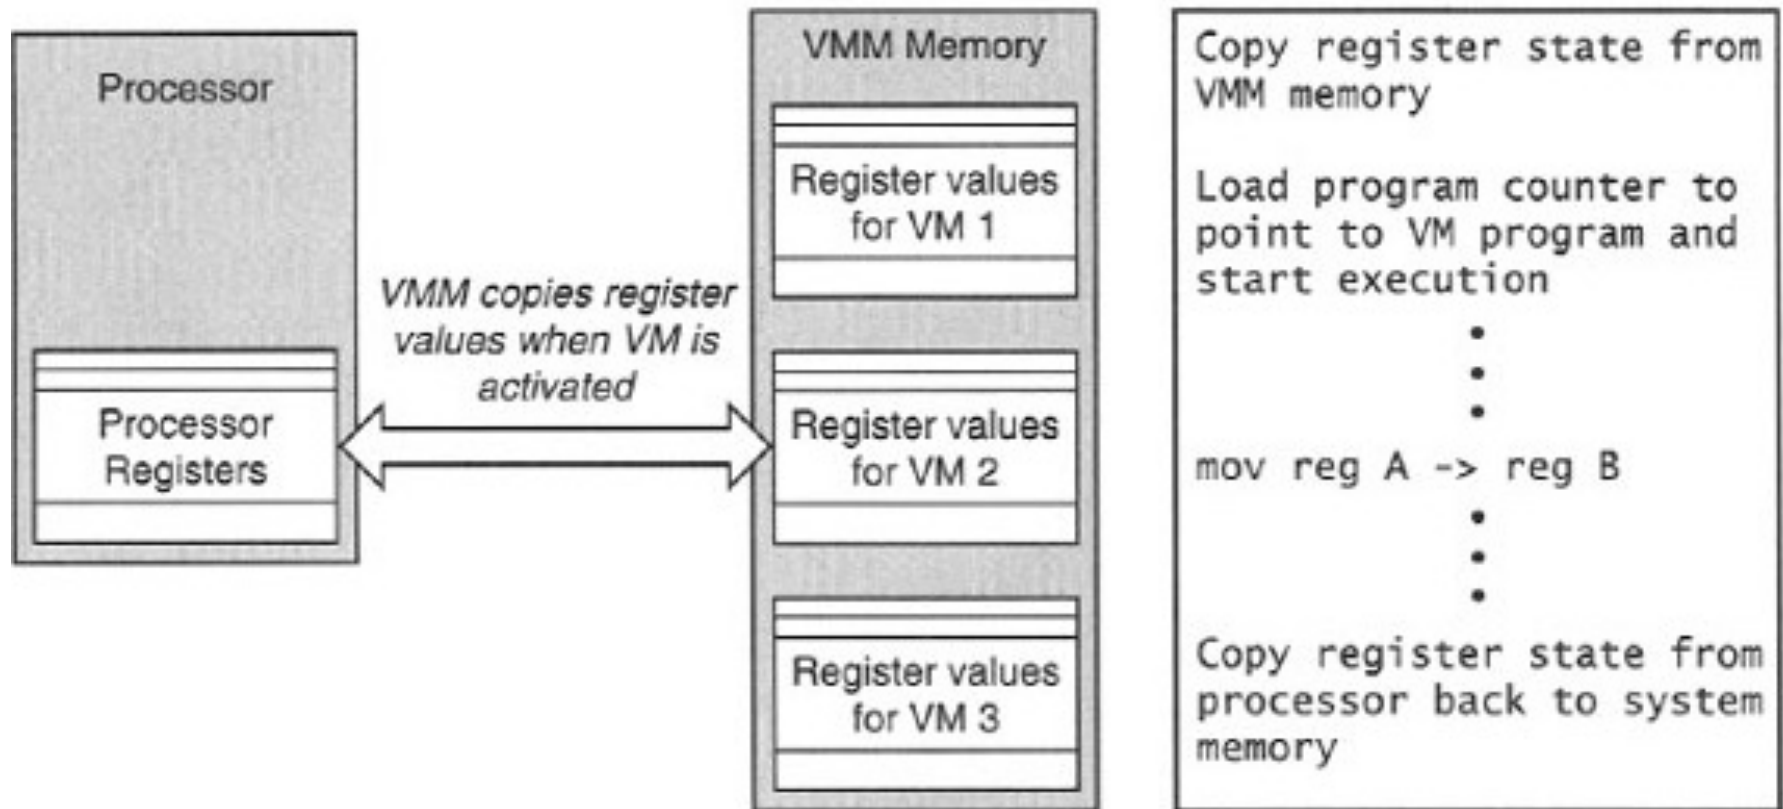 Processor
Processor
Registers
VMM copies register
values when VM is
activated
VMM Memory
Register values
for VM 1
Register values
for VM 2
Register values
for VM 3
Copy register state from
VMM memory
Load program counter to
point to VM program and
start execution
mov reg A -> reg B
Copy register state from
processor back to system
memory